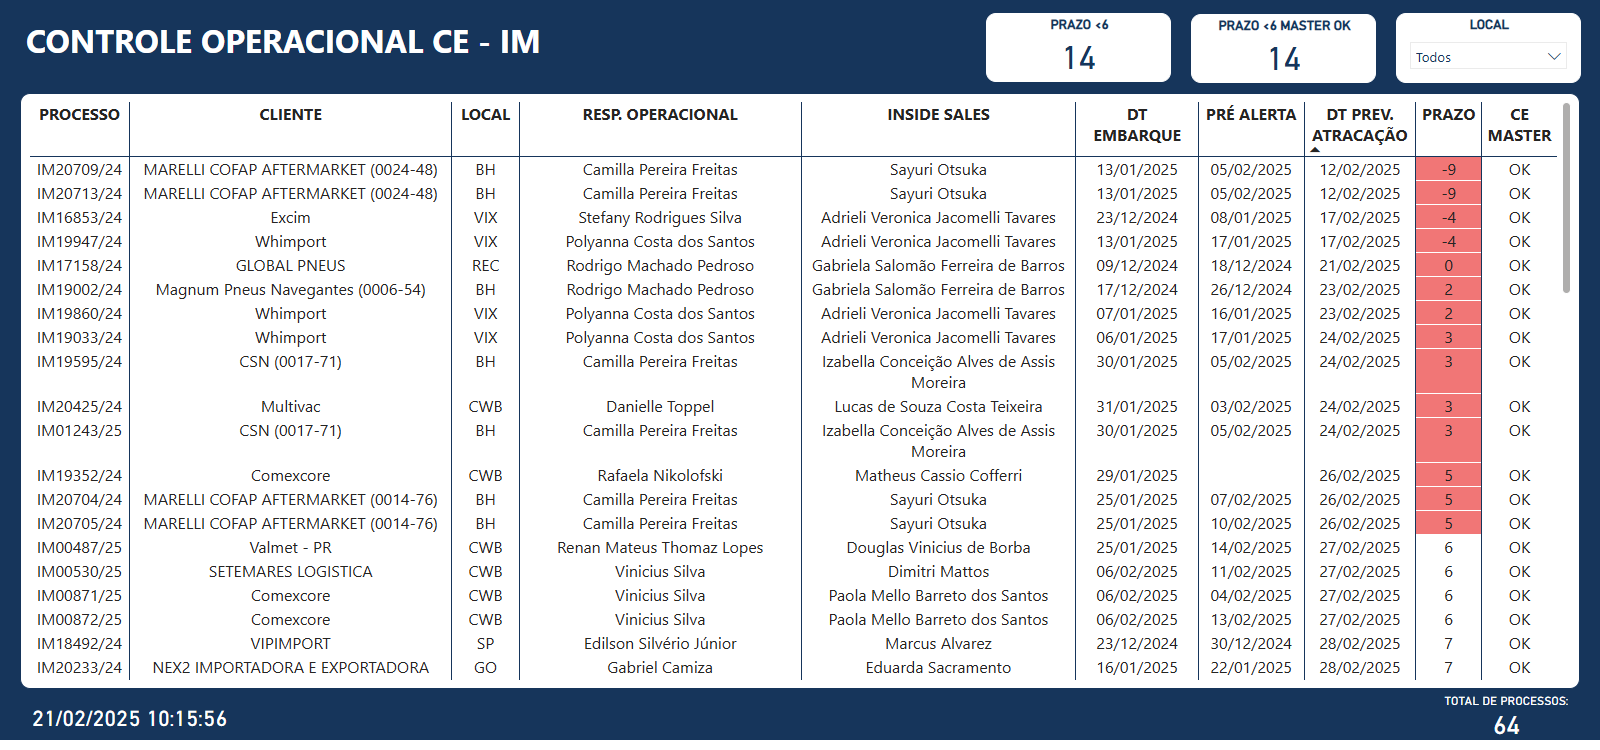 CONTROLE OPERACIONAL CE - IM
PRAZO <6
14
PRAZO <6 MASTER OK
14
LOCAL
Todos
PROCESSO CLIENTE LOCAL RESP. OPERACIONAL INSIDE SALES DT EMBARQUE PRÉ ALERTA DT PREV. ATRACAÇÃO PRAZO CE MASTER
IM20709/24 MARELLI COFAP AFTERMARKET (0024-48) BH Camilla Pereira Freitas Sayuri Otsuka 13/01/2025 05/02/2025 12/02/2025 -9 OK
IM20713/24 MARELLI COFAP AFTERMARKET (0024-48) BH Camilla Pereira Freitas Sayuri Otsuka 13/01/2025 05/02/2025 12/02/2025 -9 OK
IM16853/24 Excim VIX Stefany Rodrigues Silva Adrieli Veronica Jacomelli Tavares 23/12/2024 08/01/2025 17/02/2025 -4 OK
IM19947/24 Whimport VIX Polyanna Costa dos Santos Adrieli Veronica Jacomelli Tavares 13/01/2025 17/01/2025 17/02/2025 -4 OK
IM17158/24 GLOBAL PNEUS REC Rodrigo Machado Pedroso Gabriela Salomão Ferreira de Barros 09/12/2024 18/12/2024 21/02/2025 0 OK
IM19002/24 Magnum Pneus Navegantes (0006-54) BH Rodrigo Machado Pedroso Gabriela Salomão Ferreira de Barros 17/12/2024 26/12/2024 23/02/2025 2 OK
IM19860/24 Whimport VIX Polyanna Costa dos Santos Adrieli Veronica Jacomelli Tavares 07/01/2025 16/01/2025 23/02/2025 2 OK
IM19033/24 Whimport VIX Polyanna Costa dos Santos Adrieli Veronica Jacomelli Tavares 06/01/2025 17/01/2025 24/02/2025 3 OK
IM19595/24 CSN (0017-71) BH Camilla Pereira Freitas Izabella Conceição Alves de Assis Moreira 30/01/2025 05/02/2025 24/02/2025 3 OK
IM20425/24 Multivac CWB Danielle Toppel Lucas de Souza Costa Teixeira 31/01/2025 03/02/2025 24/02/2025 3 OK
IM01243/25 CSN (0017-71) BH Camilla Pereira Freitas Izabella Conceição Alves de Assis Moreira 30/01/2025 05/02/2025 24/02/2025 3 OK
IM19352/24 Comexcore CWB Rafaela Nikolofski Matheus Cassio Cofferri 29/01/2025 26/02/2025 5 OK
IM20704/24 MARELLI COFAP AFTERMARKET (0014-76) BH Camilla Pereira Freitas Sayuri Otsuka 25/01/2025 07/02/2025 26/02/2025 5 OK
IM20705/24 MARELLI COFAP AFTERMARKET (0014-76) BH Camilla Pereira Freitas Sayuri Otsuka 25/01/2025 10/02/2025 26/02/2025 5 OK
IM00487/25 Valmet - PR CWB Renan Mateus Thomaz Lopes Douglas Vinicius de Borba 25/01/2025 14/02/2025 27/02/2025 6 OK
IM00530/25 SETEMARES LOGISTICA CWB Vinicius Silva Dimitri Mattos 06/02/2025 11/02/2025 27/02/2025 6 OK
IM00871/25 Comexcore CWB Vinicius Silva Paola Mello Barreto dos Santos 06/02/2025 04/02/2025 27/02/2025 6 OK
IM00872/25 Comexcore CWB Vinicius Silva Paola Mello Barreto dos Santos 06/02/2025 13/02/2025 27/02/2025 6 OK
IM18492/24 VIPIMPORT SP Edilson Silvério Júnior Marcus Alvarez 23/12/2024 30/12/2024 28/02/2025 7 OK
IM20233/24 NEX2 IMPORTADORA E EXPORTADORA GO Gabriel Camiza Eduarda Sacramento 16/01/2025 22/01/2025 28/02/2025 7 OK
21/02/2025 10:15:56
TOTAL DE PROCESSOS:
64